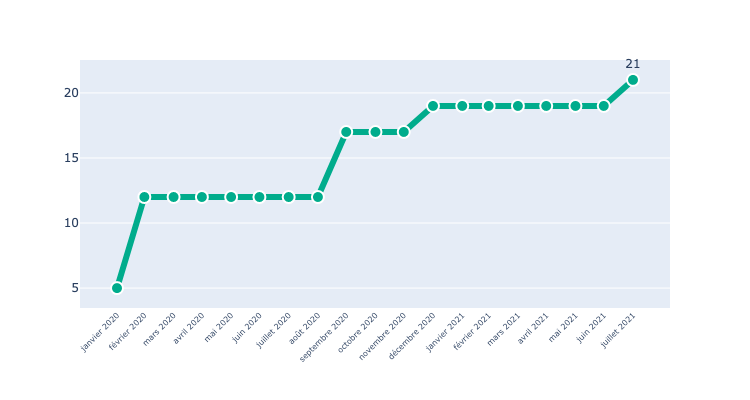 21
20
15
10
5
janvier 2020
février 2020
mars 2020
avril 2020
mai 2020
juin 2020
juillet 2020
août 2020
septembre 2020
octobre 2020
novembre 2020
décembre 2020
janvier 2021
février 2021
mars 2021
avril 2021
mai 2021
juin 2021
juillet 2021